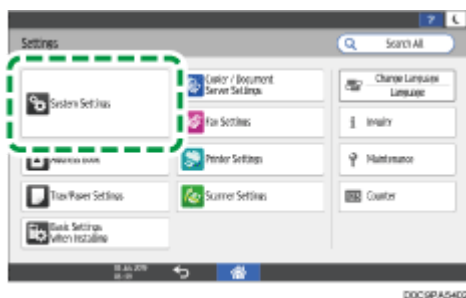 ?
Settings
Search All
System Settings
Copier / Document
Server Settings
Change Language
Language
Fax Settings
Inquiry
Address Book
Printer Settings
Maintenance
Tray/Paper Settings
Scanner Settings
Counter
Basic Settings
When Installing